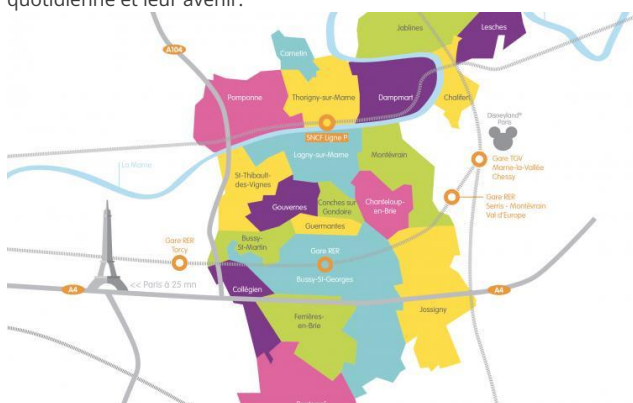 quotidienne et leur avenir.
Jablines
Lesches
Carnetin
A104
Pomponne
Thorigny-sur-Marne
Dampmart
Chalifert
Disneyland®
Paris
SNCF Ligne P
La Marne
Lagny-sur-Marne
Montévrain
Gare TGV
Marne-la-Vallée
Chessy
St-Thibault-
des-Vignes
Gouvernes
Conches sur
Gondoire
Chanteloup-
en-Brie
Gare RER
Serris - Montévrain
Val d'Europe
Guermantes
Bussy-
St-Martin
Gare RER
Torcy
Gare RER
Bussy-St-Georges
<< Paris à 25 mn
A4
Collégien
A4
Jossigny
Ferrières-
en-Brie